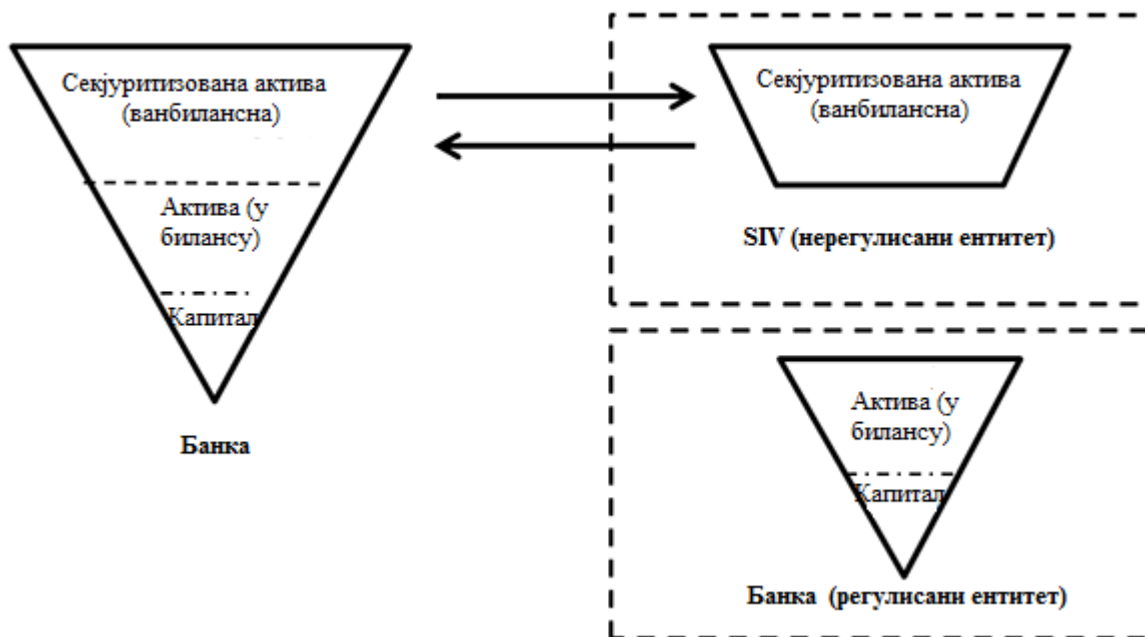 Секјуритизована актива
(ванбилансна)
Актива (у
билансу)
Капитал
Банка
Секјуритизована актива
(ванбилансна)
SIV (нерегулисани ентитет)
Актива (у
билансу)
Капитал
Банка (регулисани ентитет)